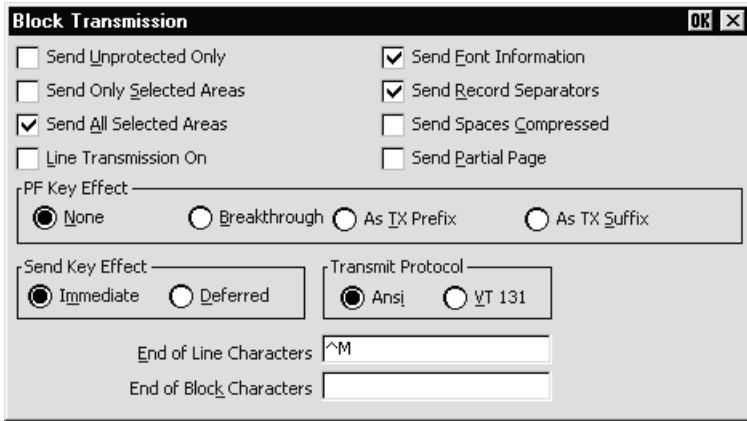 Block Transmission OK
Send Unprotected Only Send Font Information
Send Only Selected Areas Send Record Separators
Send All Selected Areas Send Spaces Compressed
Line Transmission On Send Partial Page
PF Key Effect
None Breakthrough As TX Prefix As TX Suffix
Send Key Effect Transmit Protocol
Immediate Deferred Ansi VT 131
End of Line Characters ^M
End of Block Characters